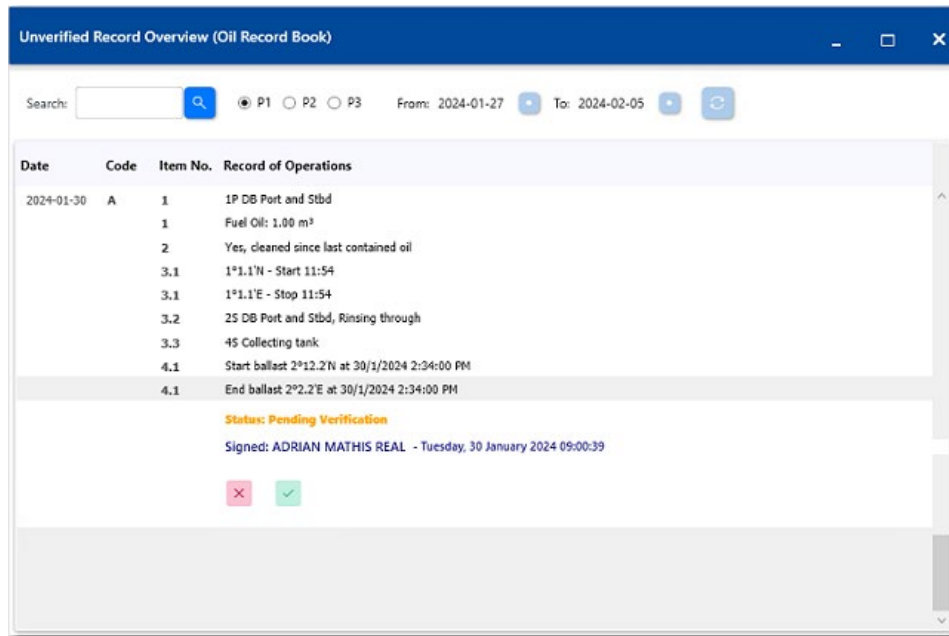 Unverified Record Overview (Oil Record Book)
Search: P1 P2 P3 From: 2024-01-27 To: 2024-02-05
Date Code Item No. Record of Operations
2024-01-30 A 1 1P DB Port and Stbd
1 Fuel Oil: 1.00 m³
2 Yes, cleaned since last contained oil
3.1 1°1.1'N - Start 11:54
3.1 1°1.1'E - Stop 11:54
3.2 2S DB Port and Stbd, Rinsing through
3.3 4S Collecting tank
4.1 Start ballast 2°12.2'N at 30/1/2024 2:34:00 PM
4.1 End ballast 2°2.2'E at 30/1/2024 2:34:00 PM
Status: Pending Verification
Signed: ADRIAN MATHIS REAL - Tuesday, 30 January 2024 09:00:39